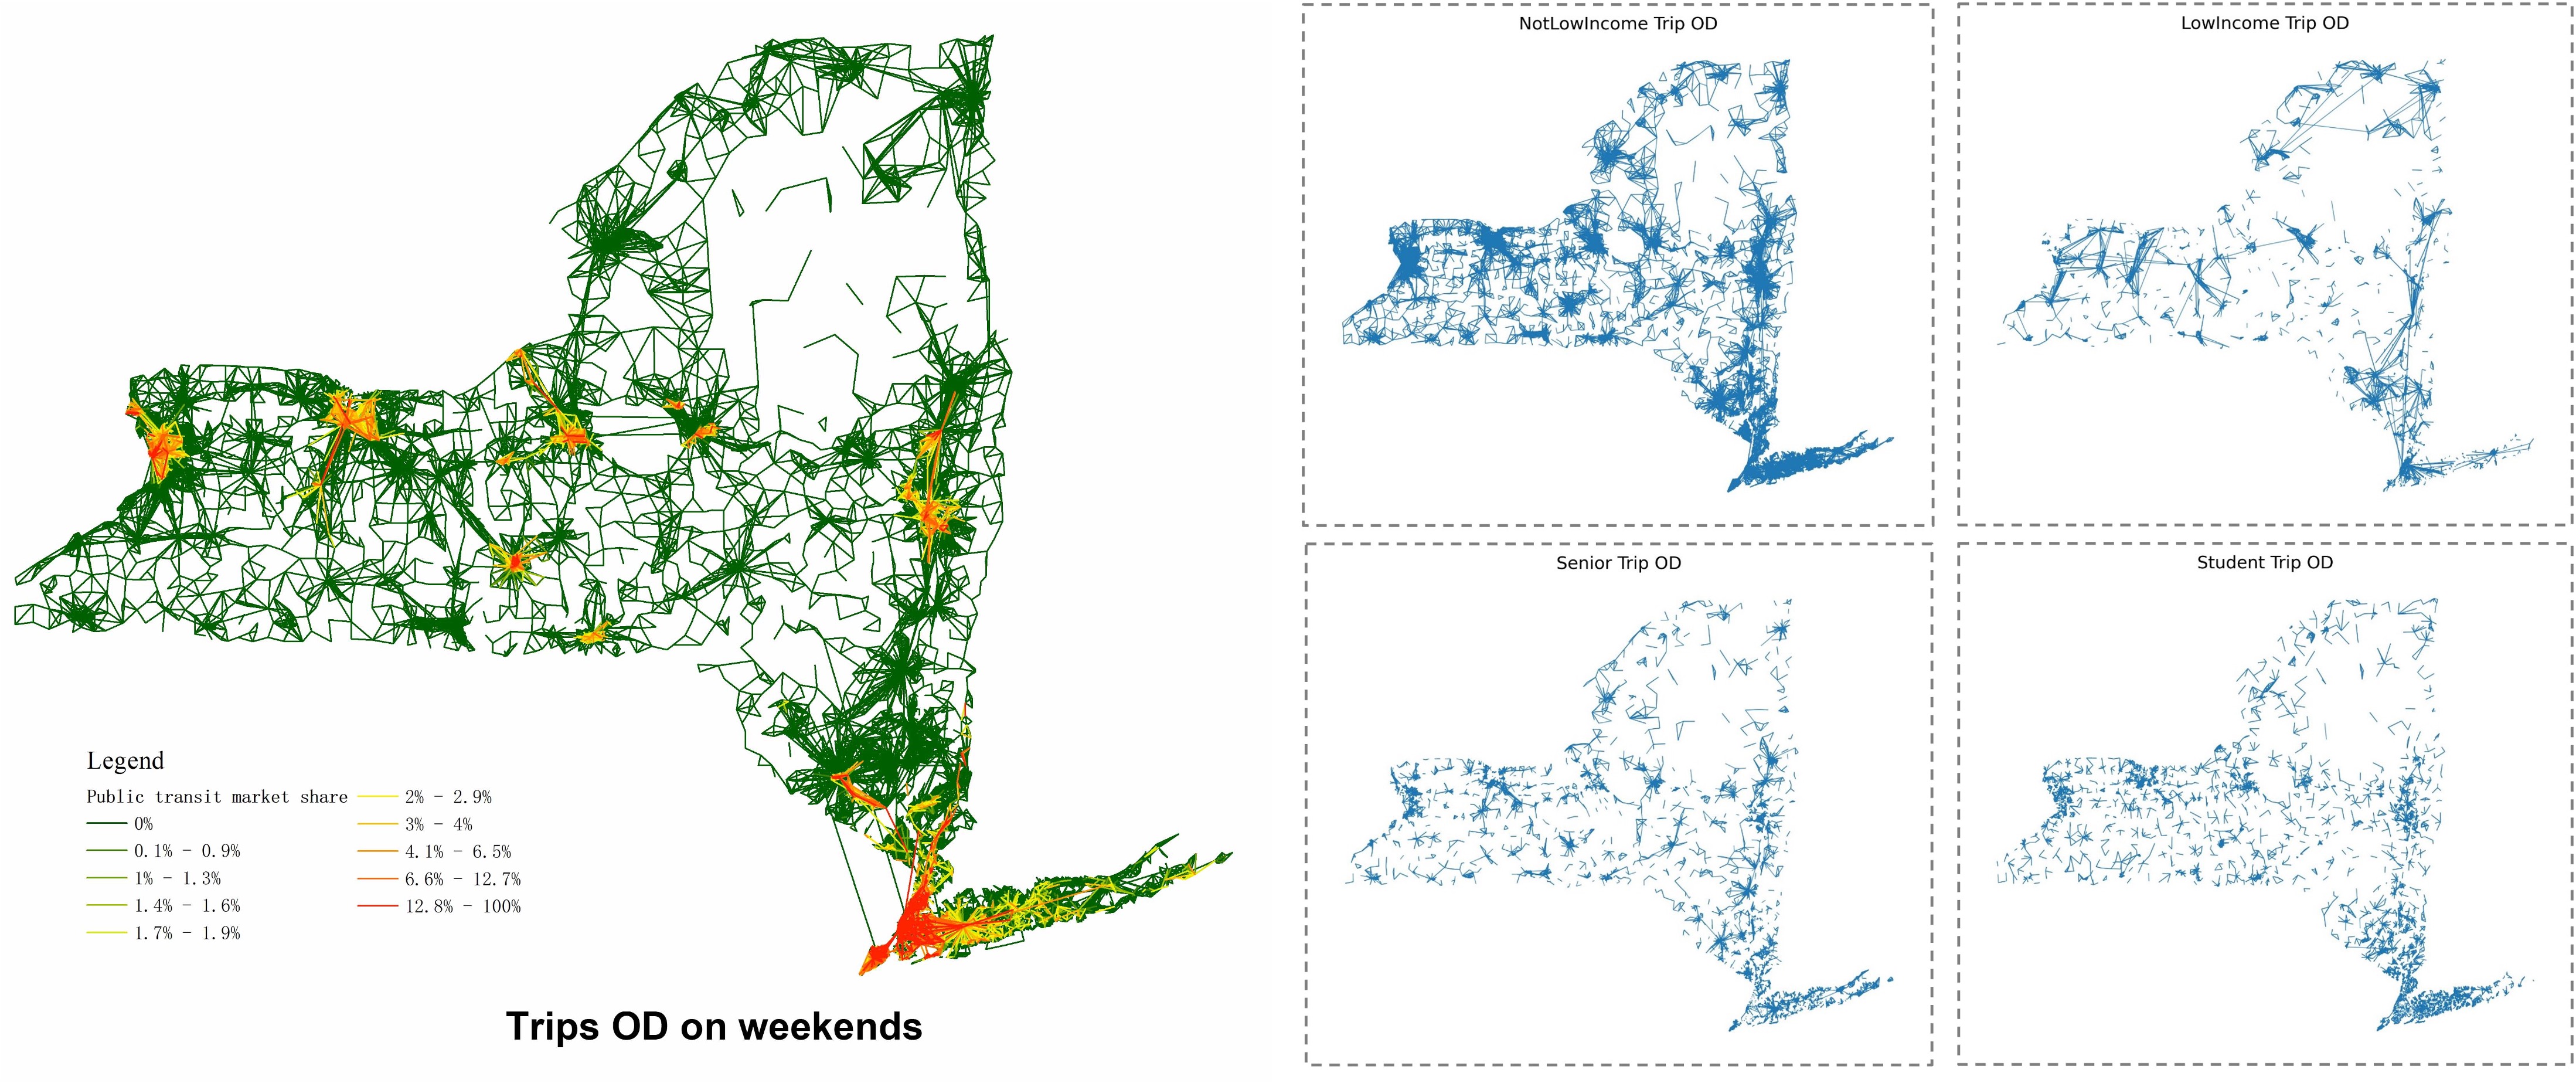 NotLowIncome Trip OD
LowIncome Trip OD
Senior Trip OD
Student Trip OD
Legend
Public transit market share
0%
0.1% - 0.9%
1% - 1.3%
1.4% - 1.6%
1.7% - 1.9%
2% - 2.9%
3% - 4%
4.1% - 6.5%
6.6% - 12.7%
12.8% - 100%
Trips OD on weekends